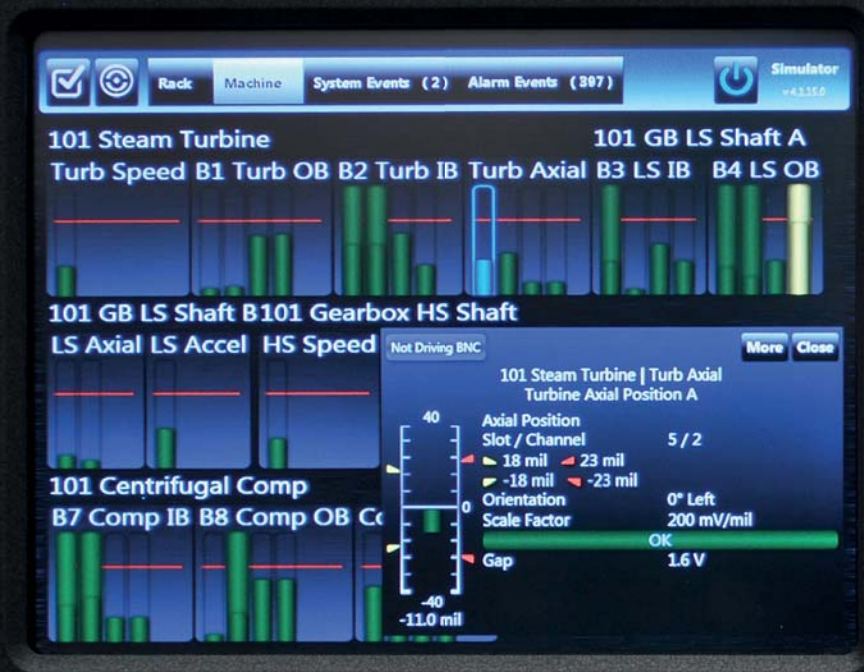 Rack Machine System Events (2) Alarm Events (397) Simulator
v 4.1.15.0
101 Steam Turbine 101 GB LS Shaft A
Turb Speed B1 Turb OB B2 Turb IB Turb Axial B3 LS IB B4 LS OB
101 GB LS Shaft B 101 Gearbox HS Shaft
LS Axial LS Accel HS Speed
Not Driving BNC More Close
101 Steam Turbine | Turb Axial
Turbine Axial Position A
40
Axial Position
Slot / Channel 5 / 2
18 mil 23 mil
-18 mil -23 mil
Orientation 0° Left
0
Scale Factor 200 mV/mil
OK
Gap 1.6 V
-40
-11.0 mil
101 Centrifugal Comp
B7 Comp IB B8 Comp OB